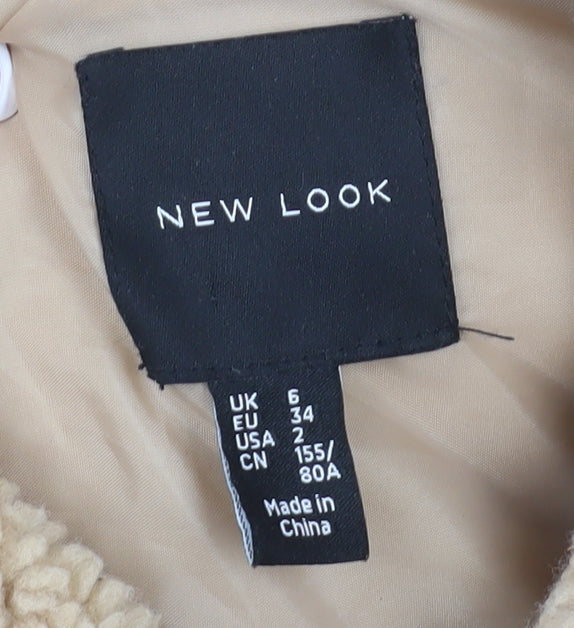 NEW LOOK
UK 6
EU 34
USA 2
CN 155/
80A
Made in
China